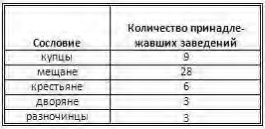 Сословие Количество принадле-
жавших заведений
купцы 9
мещане 28
крестьяне 6
дворяне 3
разночинцы 3